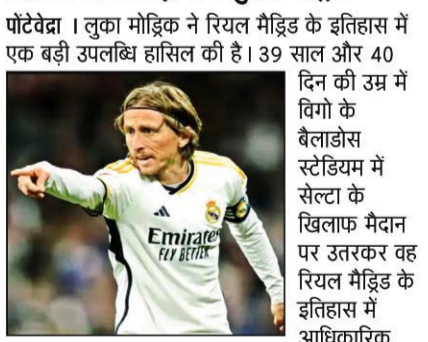 पोंटेवेद्रा । लुका मोड्रिक ने रियल मैड्रिड के इतिहास में
एक बड़ी उपलब्धि हासिल की है। 39 साल और 40
दिन की उम्र में
विगो के
बैलाडोस
स्टेडियम में
सेल्टा के
खिलाफ मैदान
पर उतरकर वह
रियल मैड्रिड के
इतिहास में
आधिकारिक
Emirates
FLY BETTER